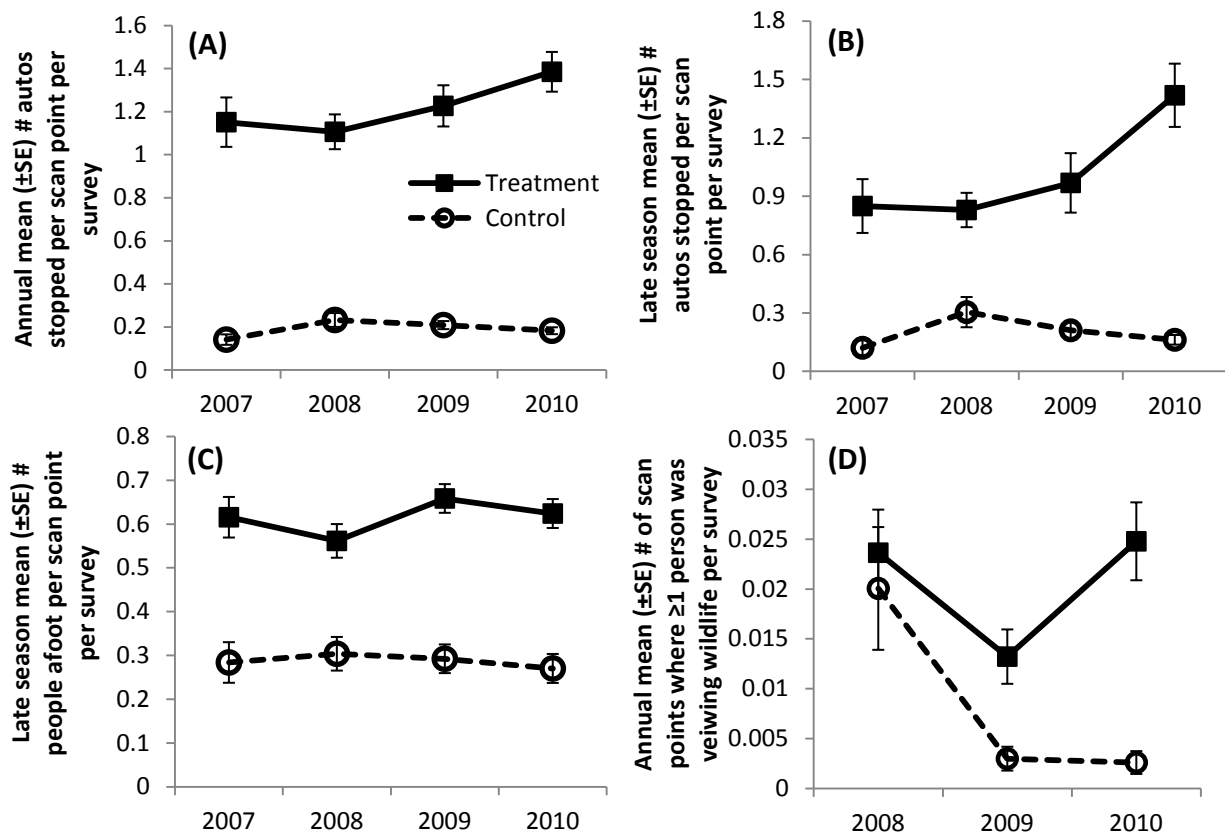 (A)
Annual mean (±SE) # autos
stopped per scan point per
survey
1.6
1.4
1.2
1
0.8
0.6
0.4
0.2
0
Treatment
Control
2007 2008 2009 2010
(B)
Late season mean (±SE) #
autos stopped per scan
point per survey
1.8
1.5
1.2
0.9
0.6
0.3
0
2007 2008 2009 2010
(C)
Late season mean (±SE) #
people afoot per scan point
per survey
0.8
0.7
0.6
0.5
0.4
0.3
0.2
0.1
0
2007 2008 2009 2010
(D)
Annual mean (±SE) # of scan
points where ≥1 person was
veiwing wildlife per survey
0.035
0.03
0.025
0.02
0.015
0.01
0.005
0
2008 2009 2010